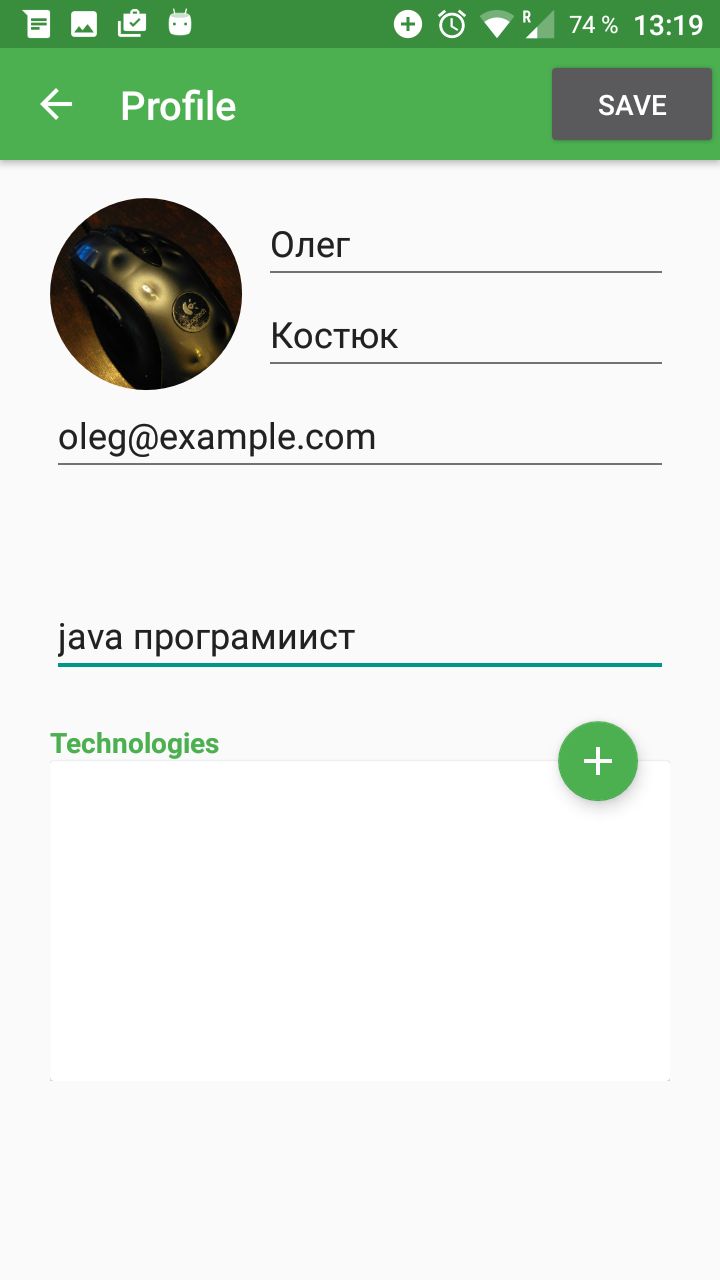 R 74 % 13:19
Profile
SAVE
Олег
Костюк
oleg@example.com
java програмиист
Technologies